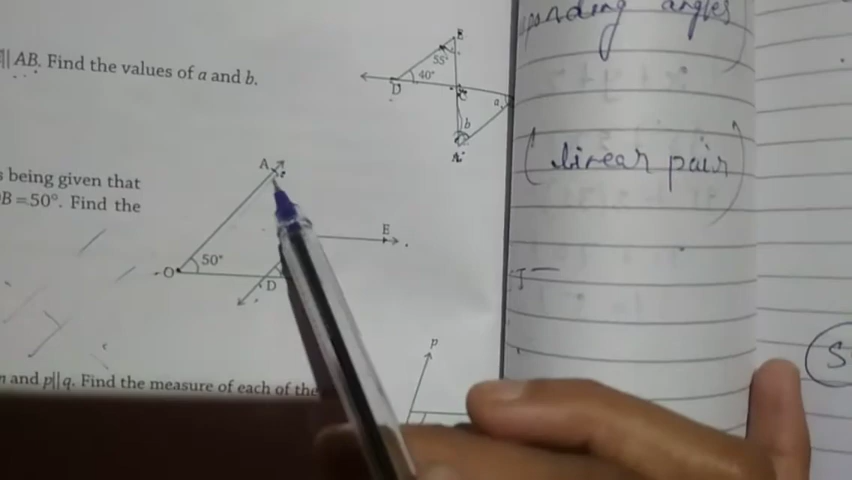 AB. Find the values of a and b.
E
55°
40°
D
C
a
b
A
being given that
B=50°. Find the
A
E
O
50°
D
and p||q. Find the measure of each of the
p
angles)
(linear pair)
S